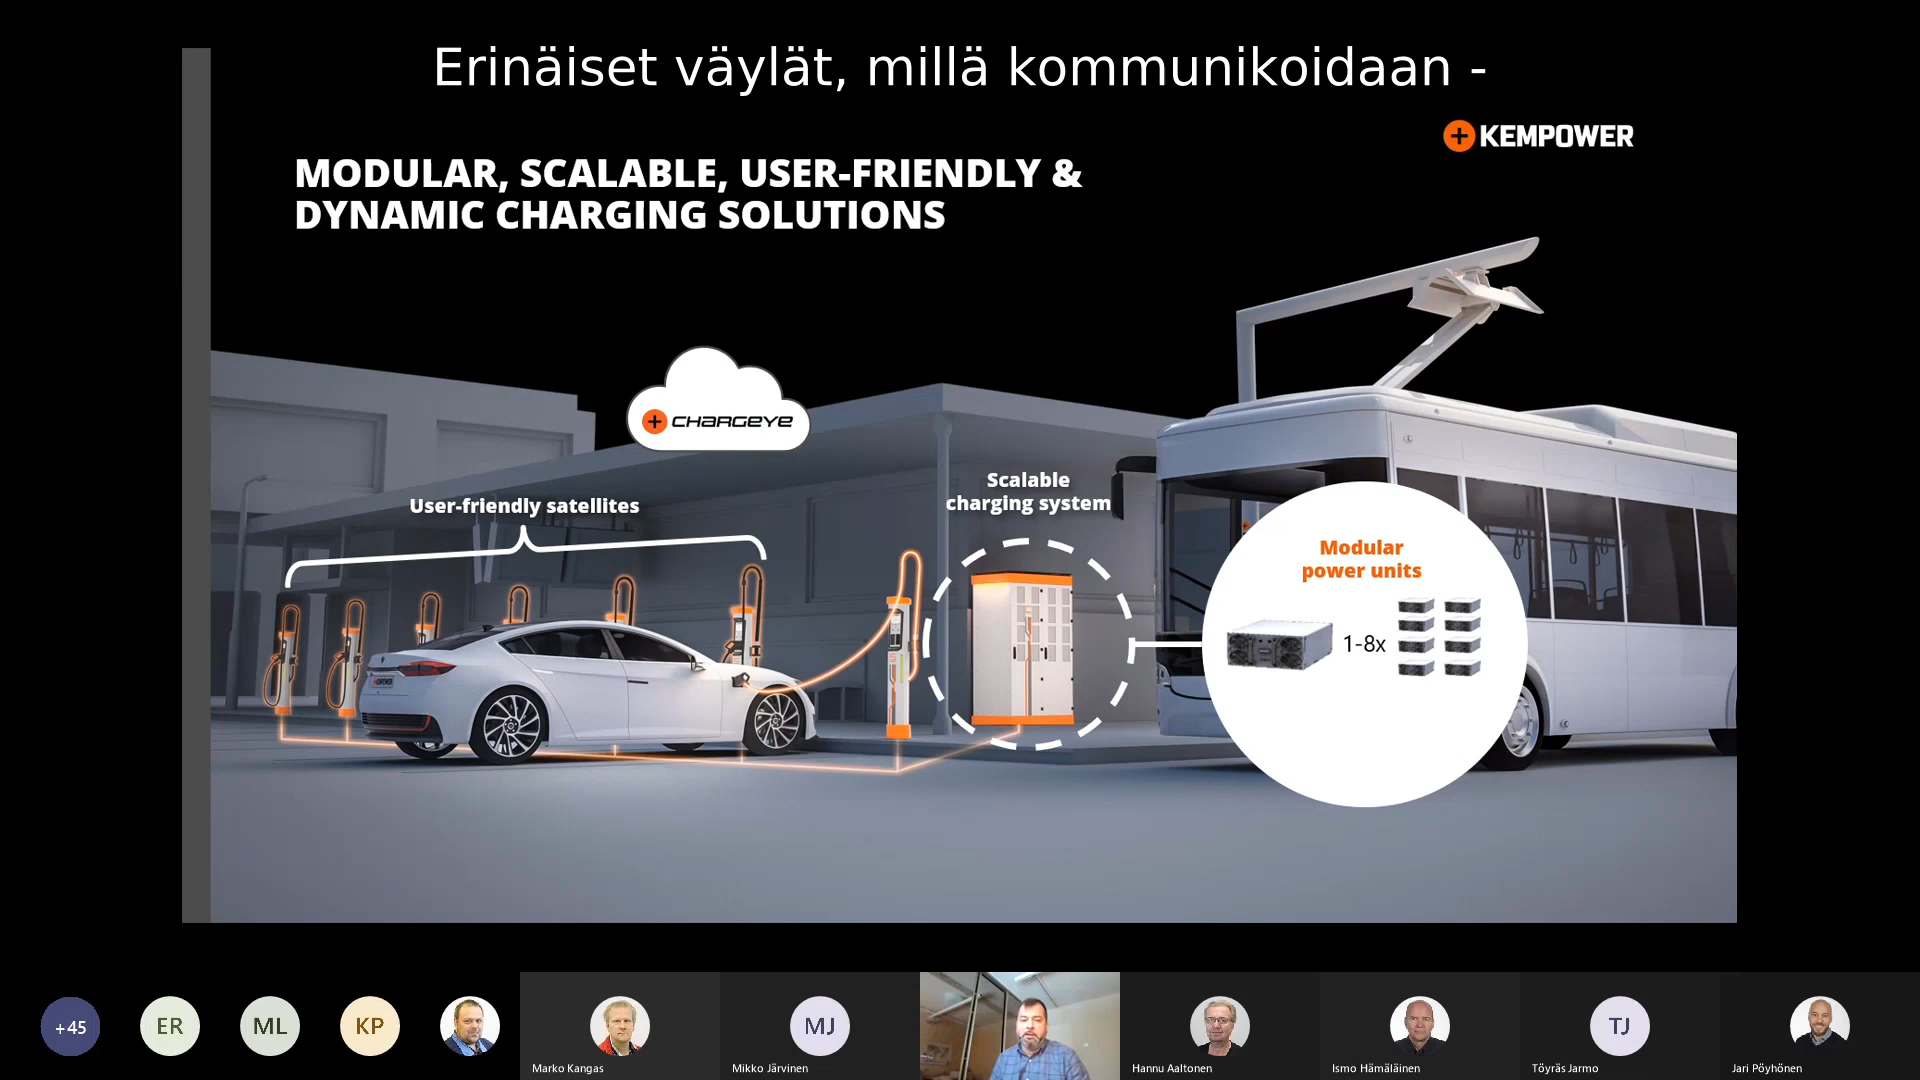 Erinäiset väylät, millä kommunikoidaan -
KEMPOWER
MODULAR, SCALABLE, USER-FRIENDLY &
DYNAMIC CHARGING SOLUTIONS
CHARGEYE
User-friendly satellites
Scalable
charging system
Modular
power units
1-8x
KEMPOWER
+45
ER
ML
KP
Marko Kangas
MJ
Mikko Järvinen
Hannu Aaltonen
Ismo Hämäläinen
TJ
Töyräs Jarmo
Jari Pöyhönen